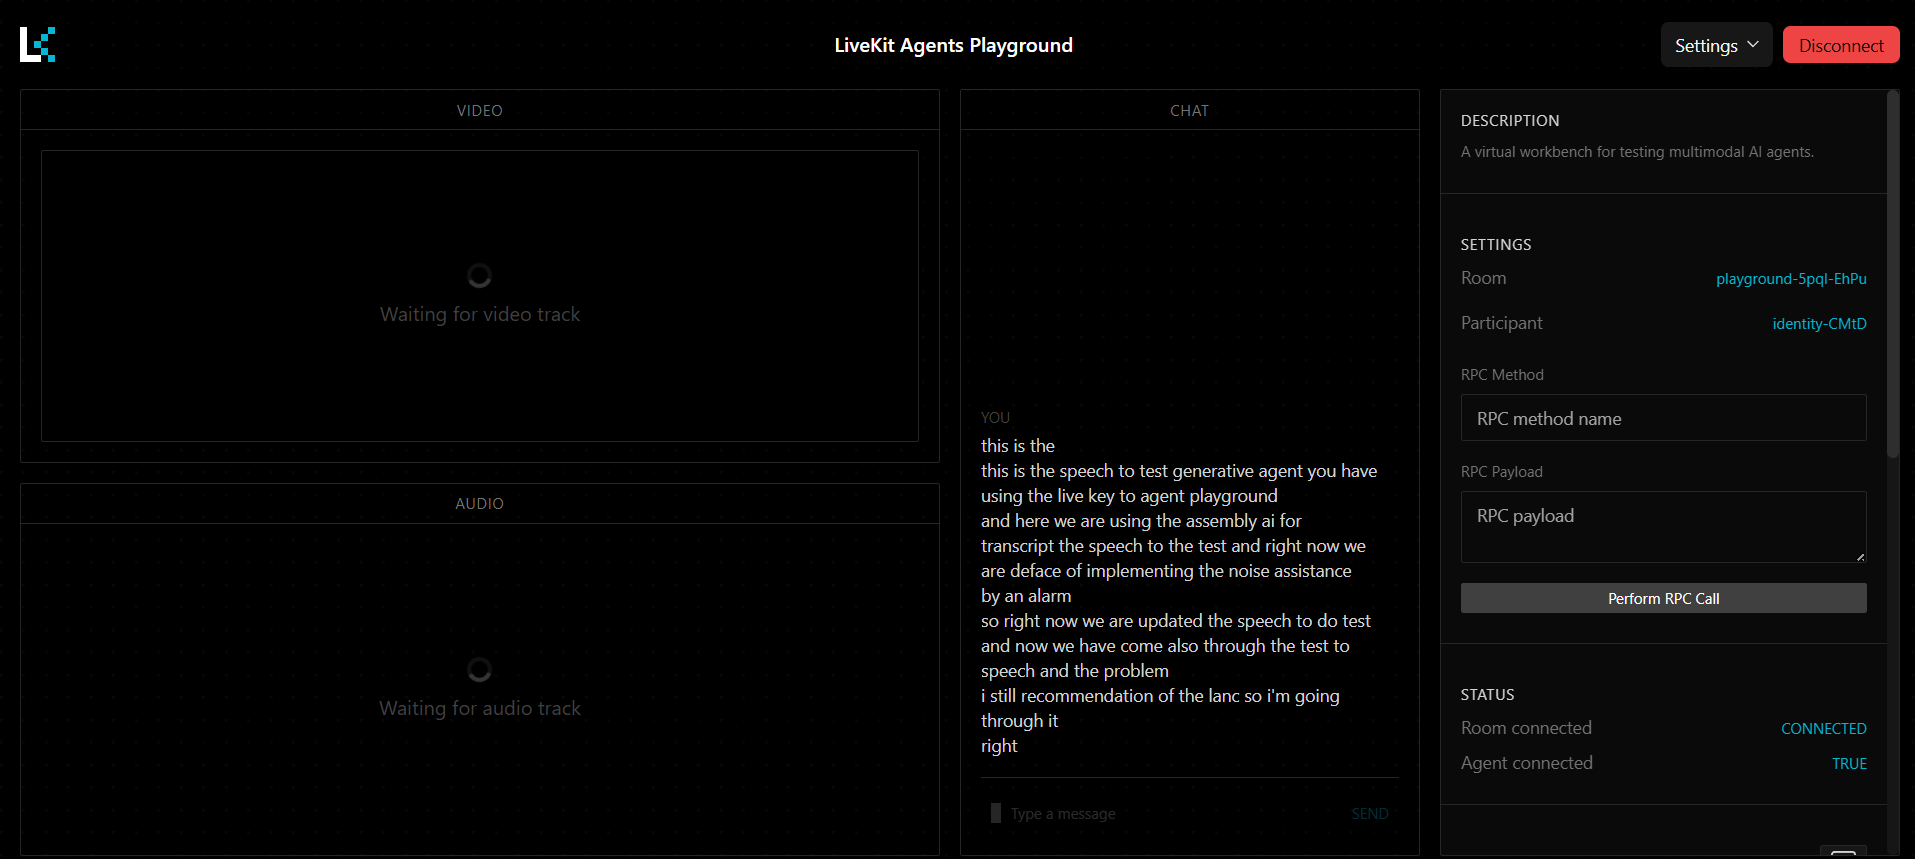 LiveKit Agents Playground
Settings
Disconnect
VIDEO
Waiting for video track
AUDIO
Waiting for audio track
CHAT
YOU
this is the
this is the speech to test generative agent you have
using the live key to agent playground
and here we are using the assembly ai for
transcript the speech to the test and right now we
are deface of implementing the noise assistance
by an alarm
so right now we are updated the speech to do test
and now we have come also through the test to
speech and the problem
i still recommendation of the lanc so i'm going
through it
right
Type a message
SEND
DESCRIPTION
A virtual workbench for testing multimodal AI agents.
SETTINGS
Room playground-5pql-EhPu
Participant identity-CMtD
RPC Method
RPC method name
RPC Payload
RPC payload
Perform RPC Call
STATUS
Room connected CONNECTED
Agent connected TRUE